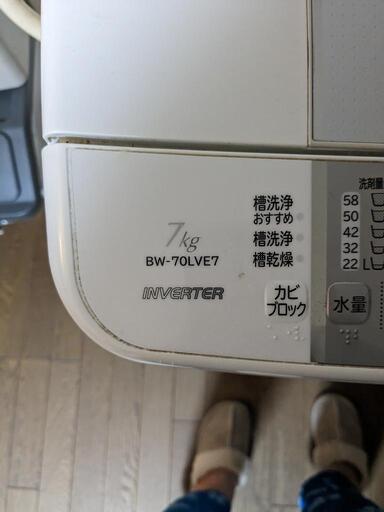 7kg
BW-70LVE7
INVERTER
槽洗浄
おすすめ
槽洗浄
槽乾燥
カビ
ブロック
洗剤量
58
50
42
32
22 L
水量